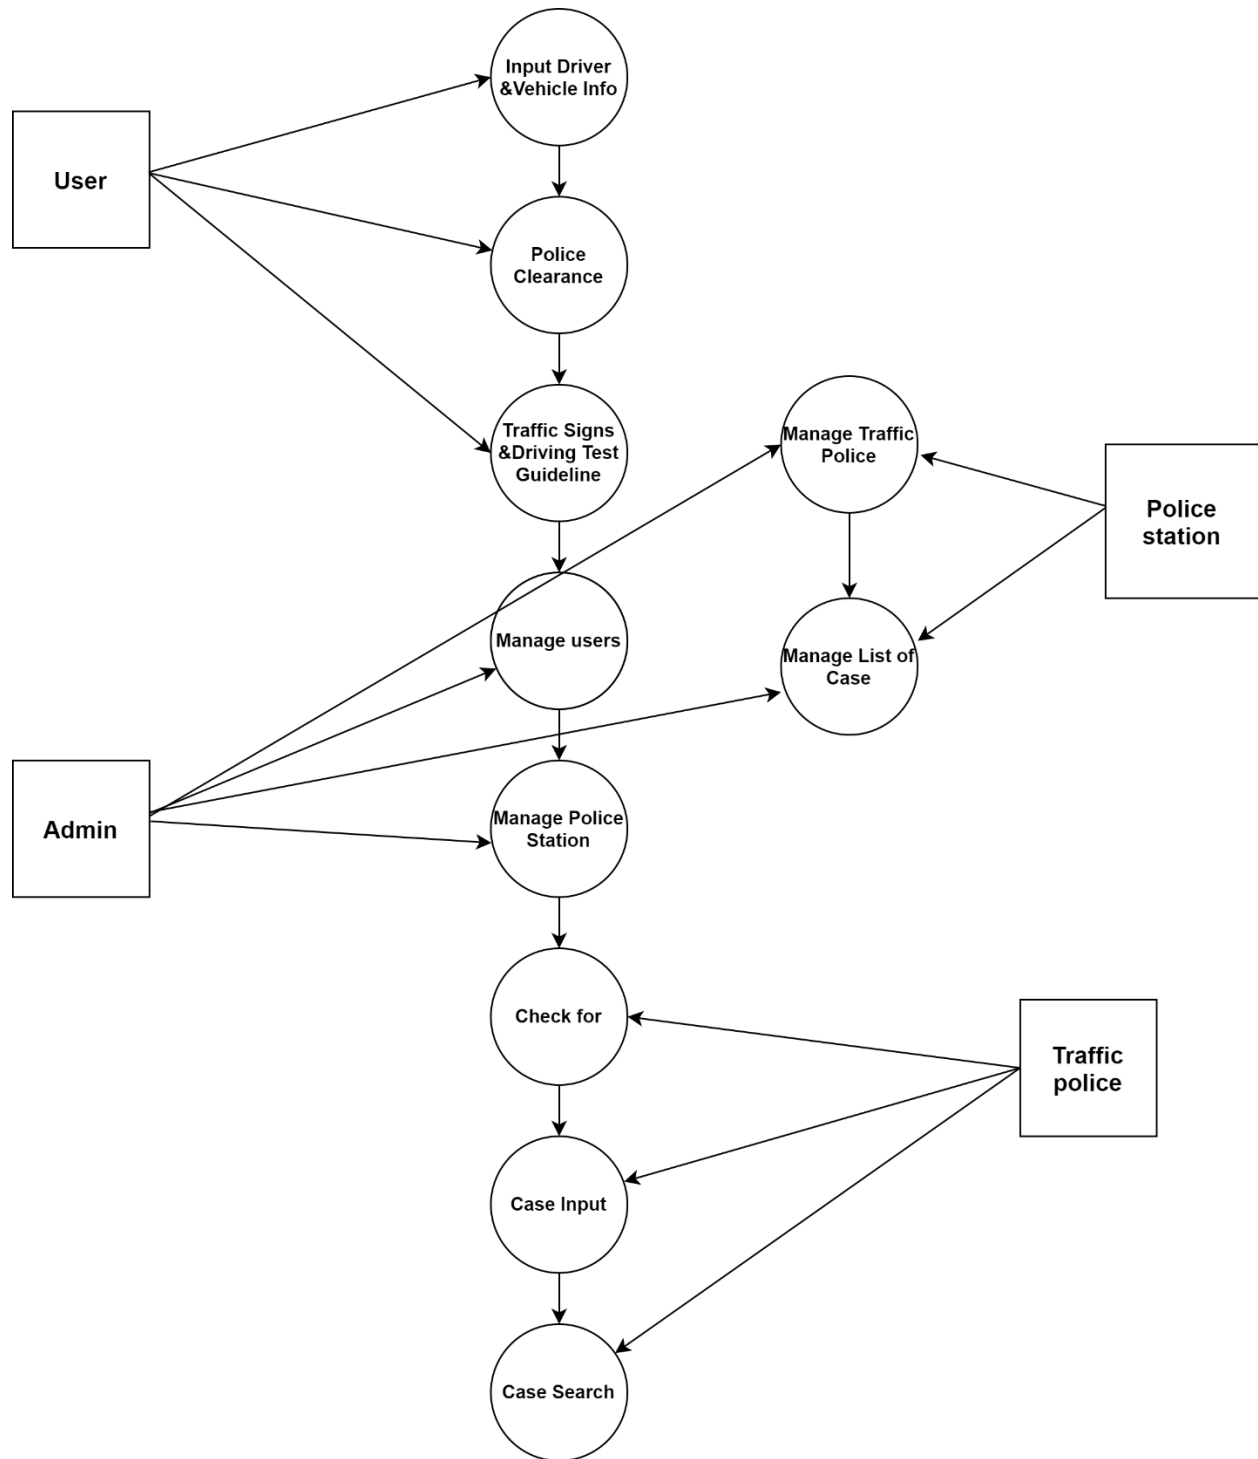 Input Driver
&Vehicle Info
User
Police
Clearance
Traffic Signs
&Driving Test
Guideline
Manage Traffic
Police
Police
station
Manage users
Manage List of
Case
Admin
Manage Police
Station
Check for
Traffic
police
Case Input
Case Search